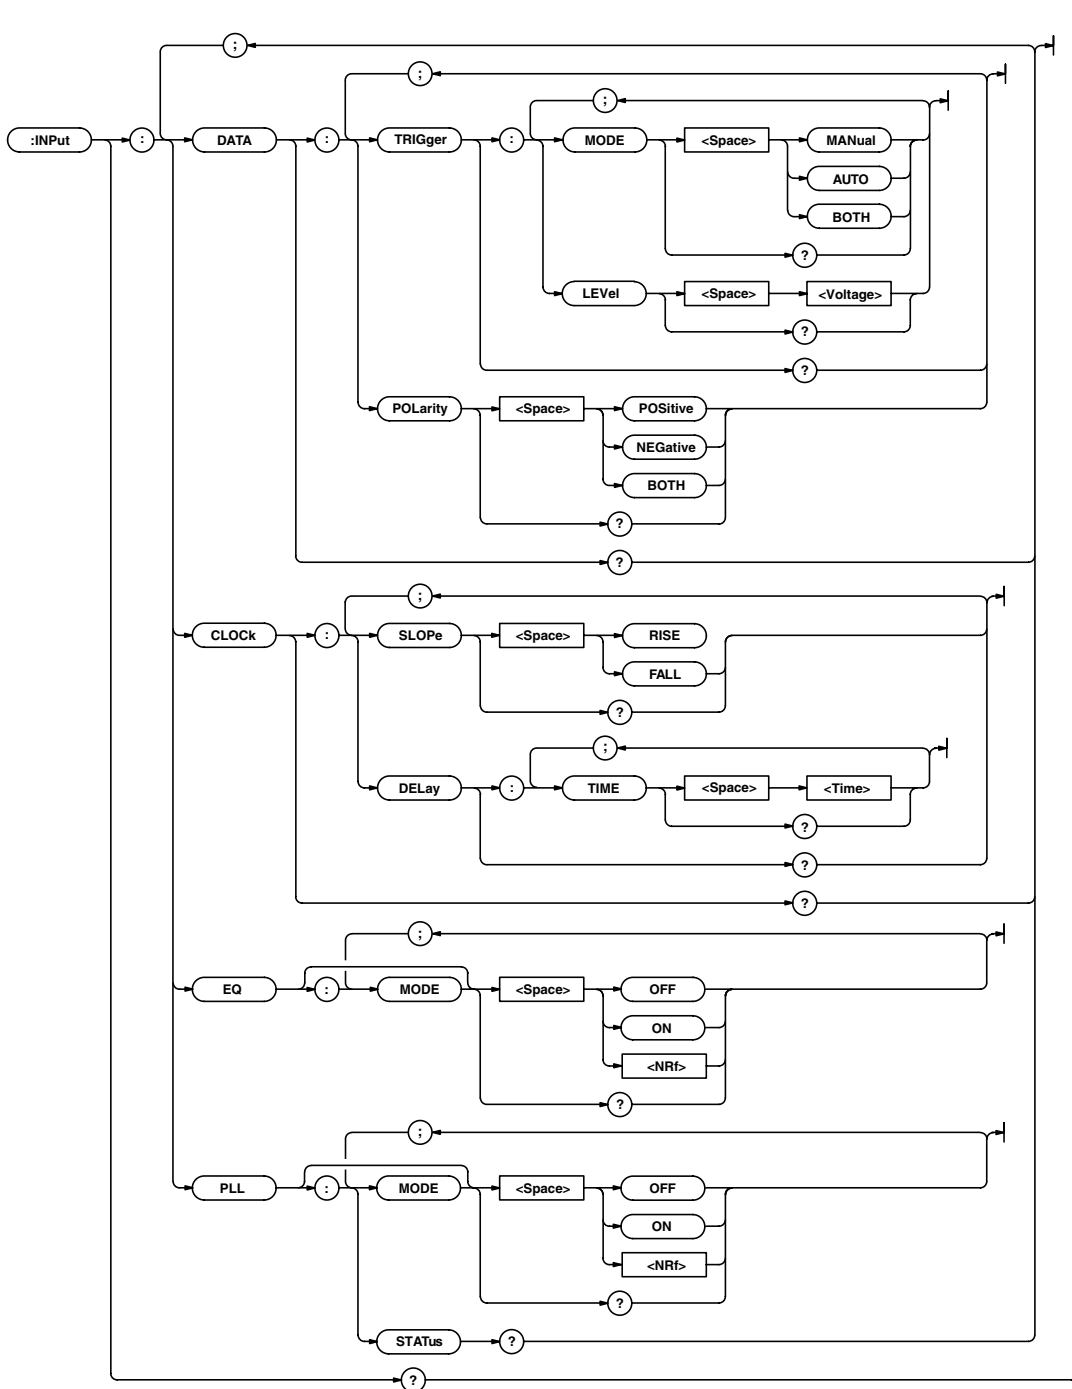 ;
;
;
:INPut : DATA : TRIGger : MODE <Space> MANual
AUTO
BOTH
?
LEVel <Space> <Voltage>
?
?
POLarity <Space> POSitive
NEGative
BOTH
?
?
;
CLOCk : SLOPe <Space> RISE
FALL
?
;
DELay : TIME <Space> <Time>
?
?
?
;
EQ : MODE <Space> OFF
ON
<NRf>
?
;
PLL : MODE <Space> OFF
ON
<NRf>
?
STATus ?
?